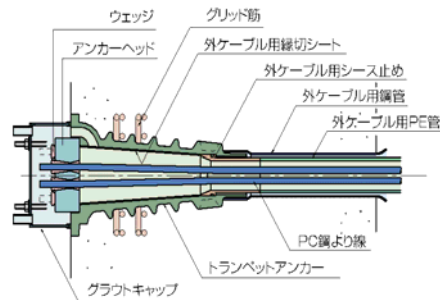 ウェッジ
グリッド筋
アンカーヘッド
外ケーブル用縁切シート
外ケーブル用シース止め
外ケーブル用鋼管
外ケーブル用PE管
PC鋼より線
トランペットアンカー
グラウトキャップ